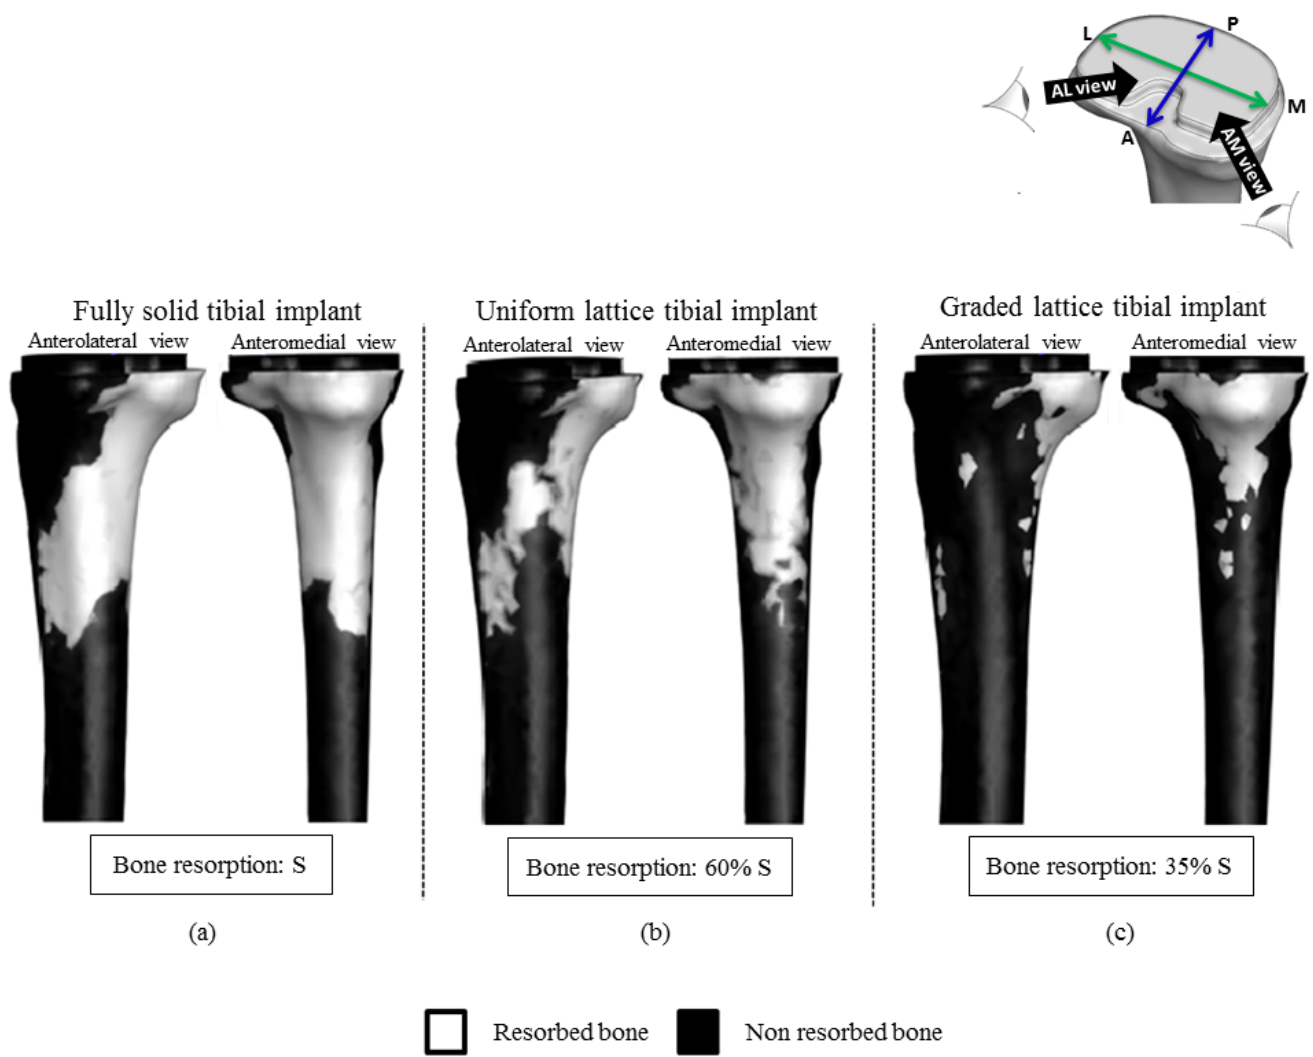 P
L
AL view
M
A
AM view
Fully solid tibial implant
Anterolateral view
Anteromedial view
Uniform lattice tibial implant
Anterolateral view
Anteromedial view
Graded lattice tibial implant
Anterolateral view
Anteromedial view
Bone resorption: S
Bone resorption: 60% S
Bone resorption: 35% S
(a)
(b)
(c)
Resorbed bone
Non resorbed bone